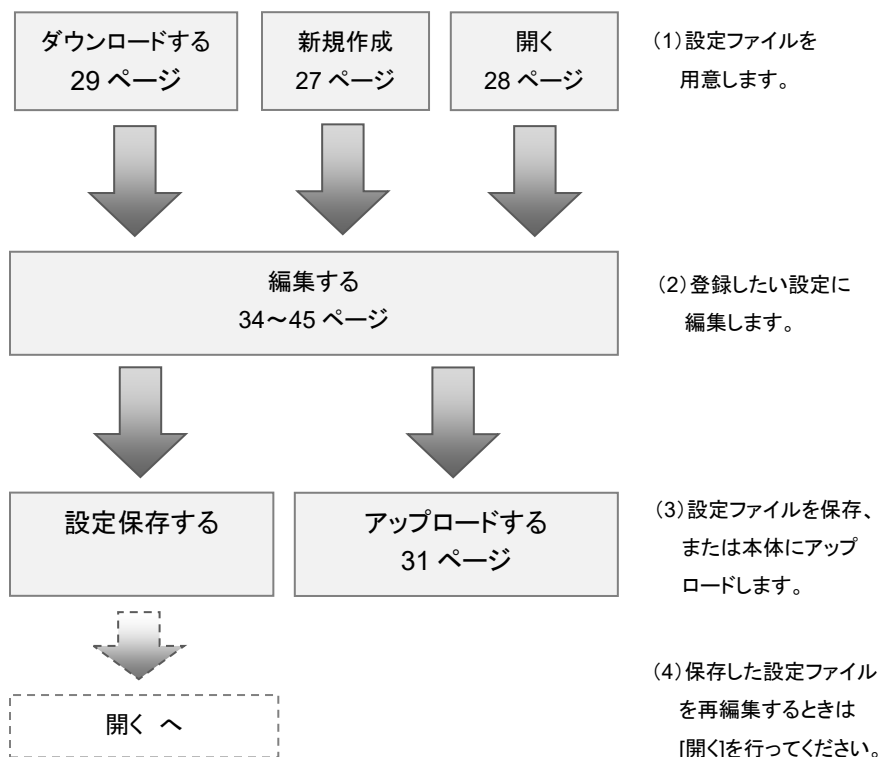 ダウンロードする
29 ページ
新規作成
27 ページ
開く
28 ページ
(1)設定ファイルを
用意します。
編集する
34～45 ページ
(2)登録したい設定に
編集します。
設定保存する
アップロードする
31 ページ
(3)設定ファイルを保存、
または本体にアップ
ロードします。
開く へ
(4)保存した設定ファイル
を再編集するときは
[開く]を行ってください。